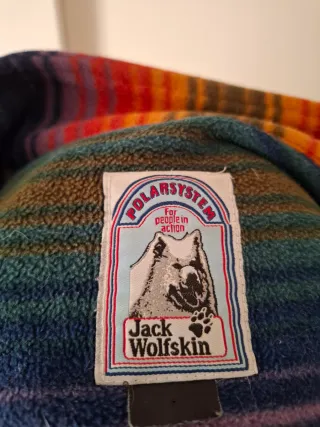 POLARSYSTEM
For
people in
action
Jack
Wolfskin